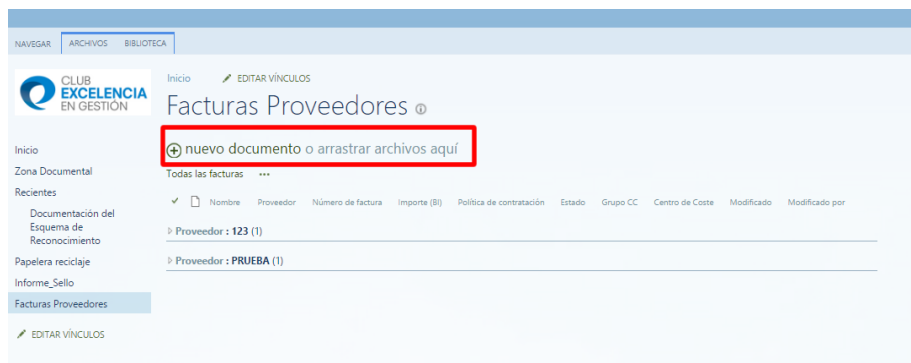 NAVEGAR ARCHIVOS BIBLIOTECA
CLUB
EXCELENCIA
EN GESTIÓN
Inicio EDITAR VÍNCULOS
Facturas Proveedores
nuevo documento o arrastrar archivos aquí
Todas las facturas ...
Nombre Proveedor Número de factura Importe (BI) Política de contratación Estado Grupo CC Centro de Coste Modificado Modificado por
Proveedor : 123 (1)
Proveedor : PRUEBA (1)
Inicio
Zona Documental
Recientes
Documentación del
Esquema de
Reconocimiento
Papelera reciclaje
Informe_Sello
Facturas Proveedores
EDITAR VÍNCULOS